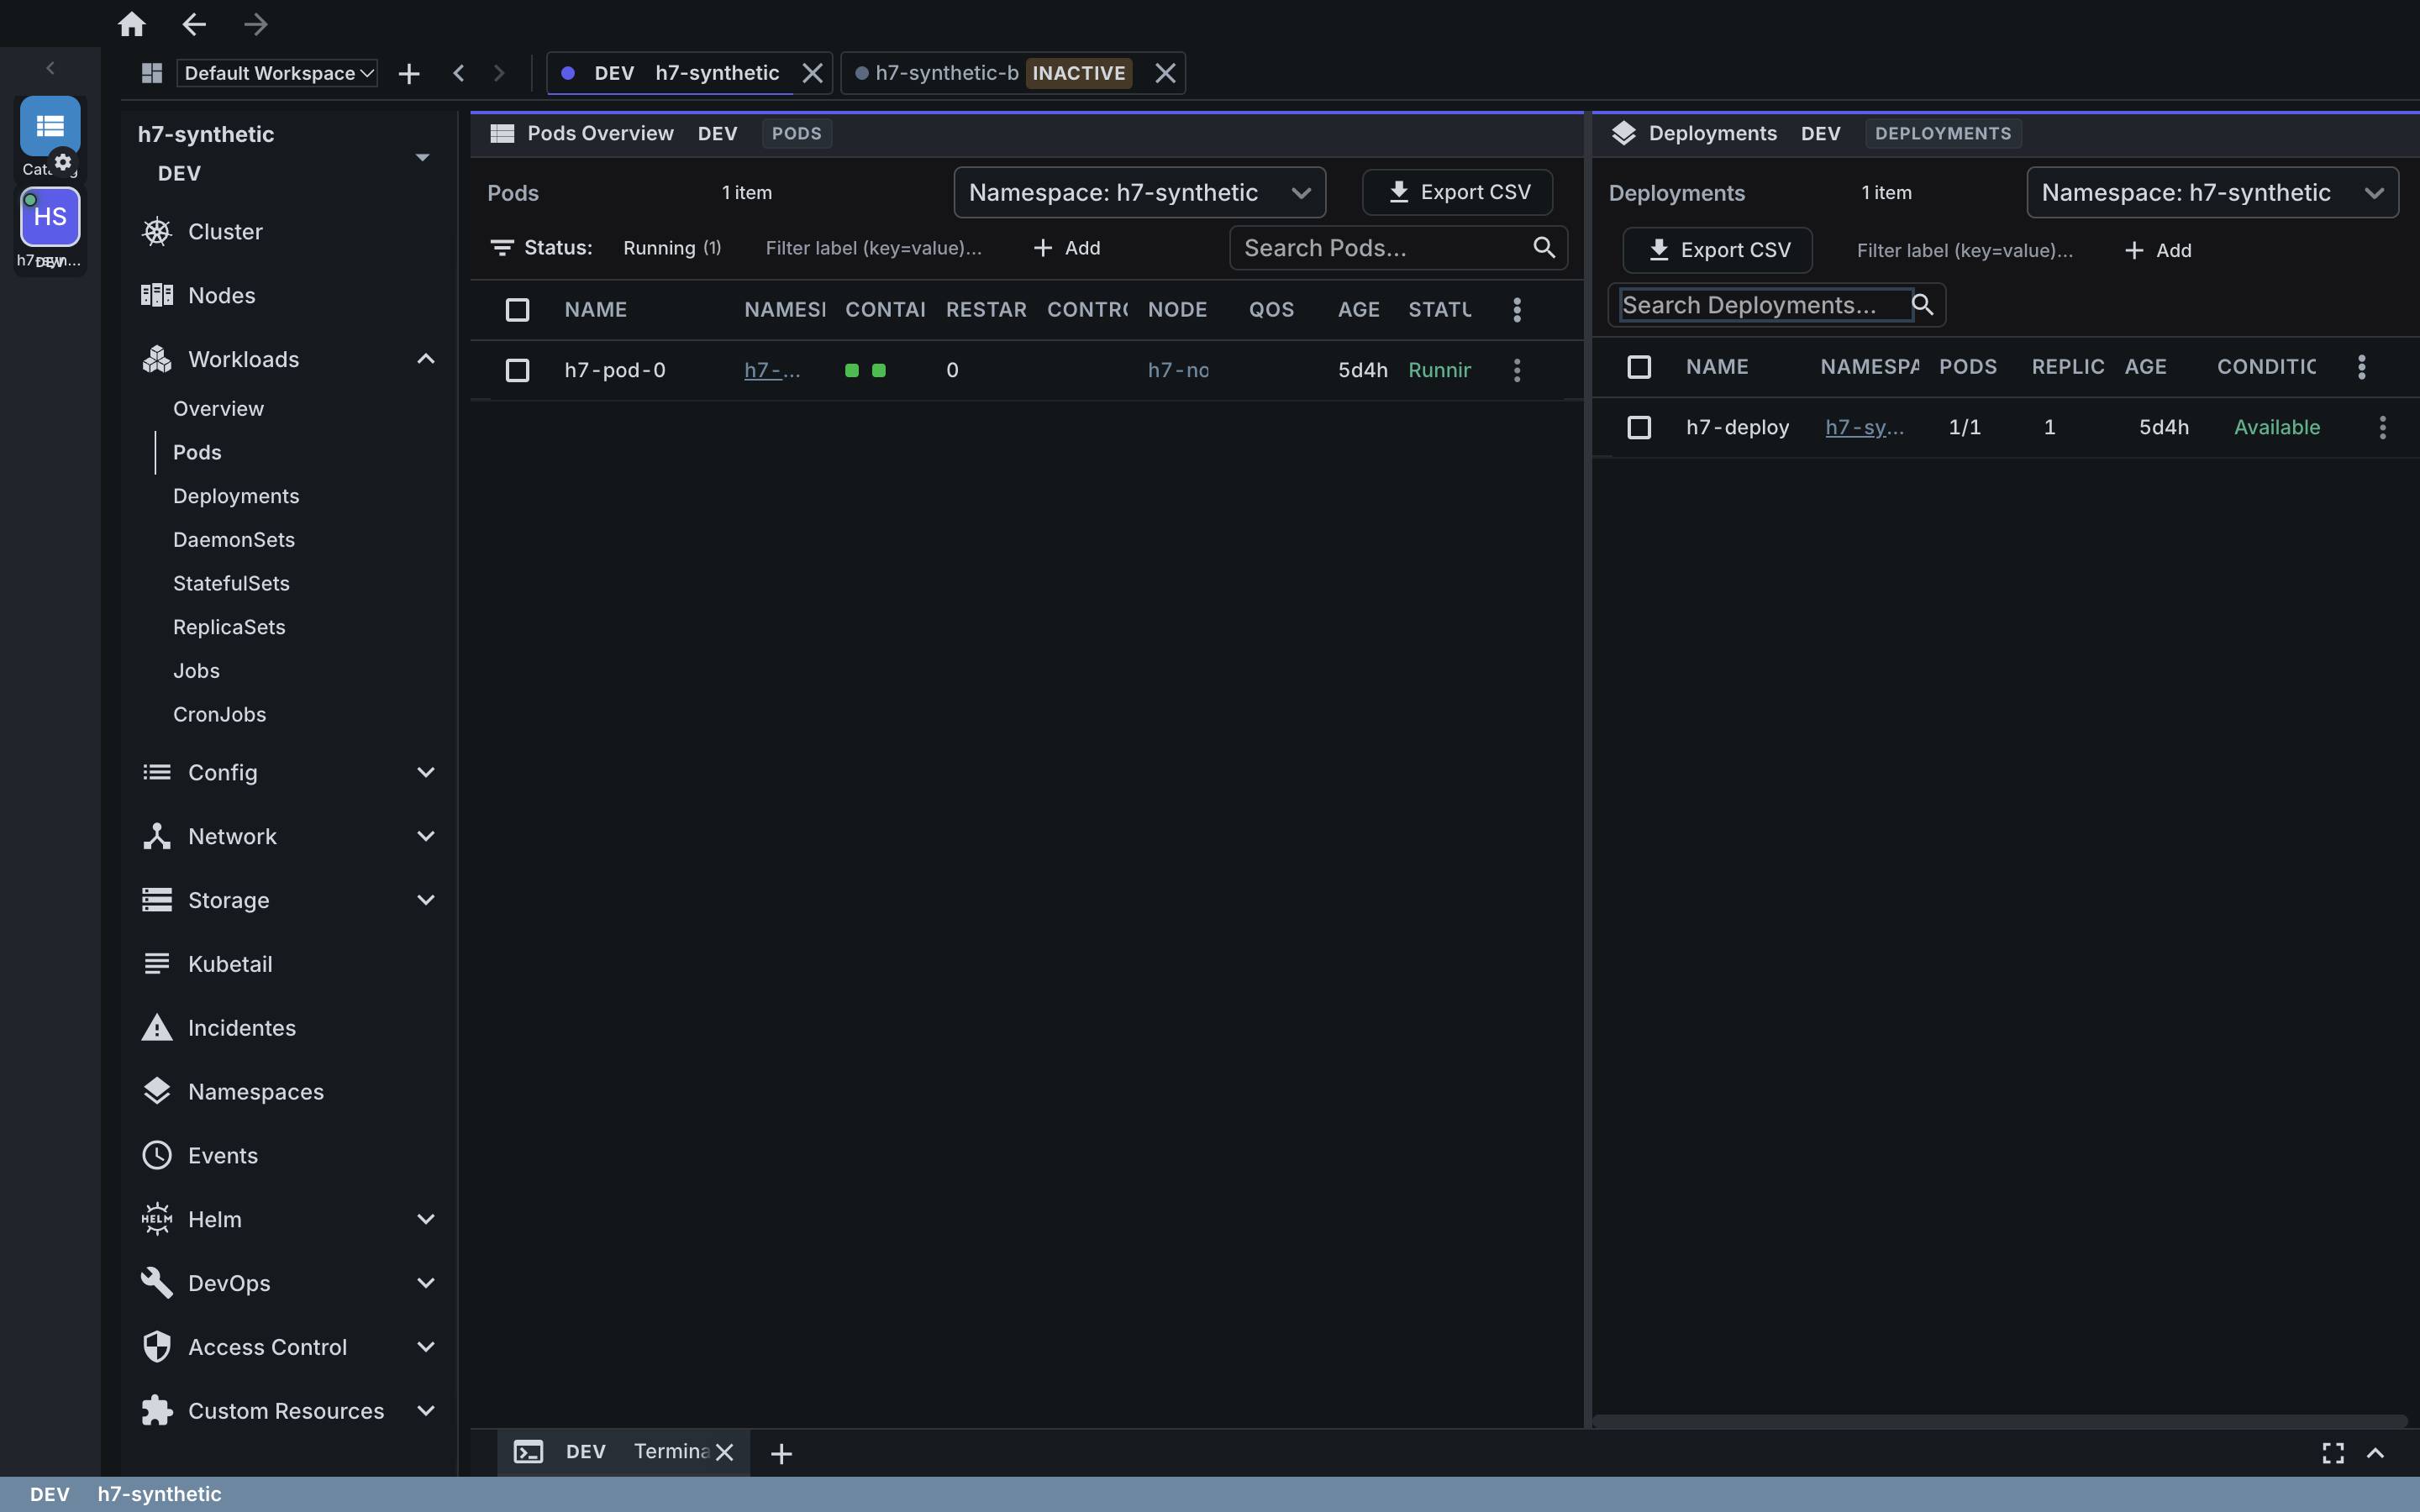 Default Workspace
DEV h7-synthetic
h7-synthetic-b INACTIVE
HS
h7-synthetic
DEV
Cluster
Nodes
Workloads
Overview
Pods
Deployments
DaemonSets
StatefulSets
ReplicaSets
Jobs
CronJobs
Config
Network
Storage
Kubetail
Incidentes
Namespaces
Events
HELM
Helm
DevOps
Access Control
Custom Resources
Pods Overview DEV PODS
Pods 1 item Namespace: h7-synthetic Export CSV
Status: Running (1) Filter label (key=value)... Add Search Pods...
NAME NAMESI CONTAI RESTAR CONTRC NODE QOS AGE STATU
h7-pod-0 h7-... 0 h7-no 5d4h Runnin
Deployments DEV DEPLOYMENTS
Deployments 1 item Namespace: h7-synthetic
Export CSV Filter label (key=value)... Add
Search Deployments...
NAME NAMESPA PODS REPLIC AGE CONDITIC
h7-deploy h7-sy... 1/1 1 5d4h Available
DEV Termina
DEV h7-synthetic